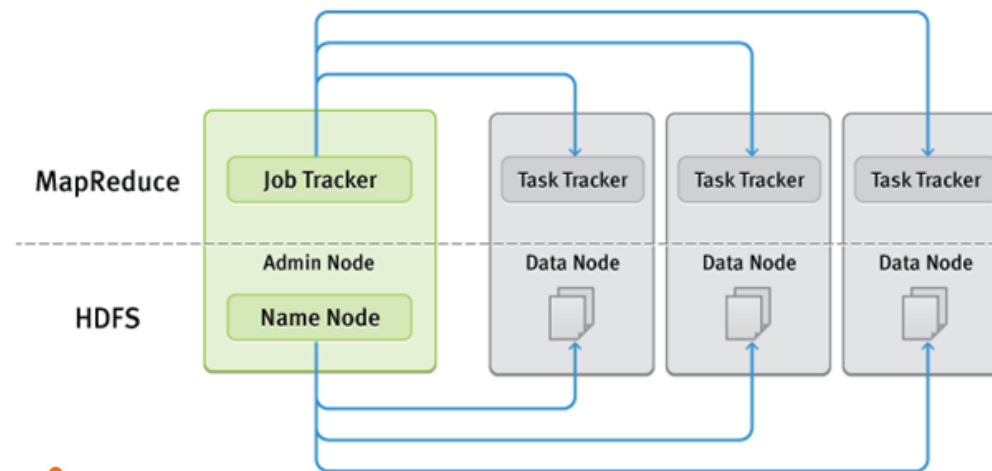 MapReduce
Job Tracker
Task Tracker
Task Tracker
Task Tracker
Admin Node
Data Node
Data Node
Data Node
HDFS
Name Node